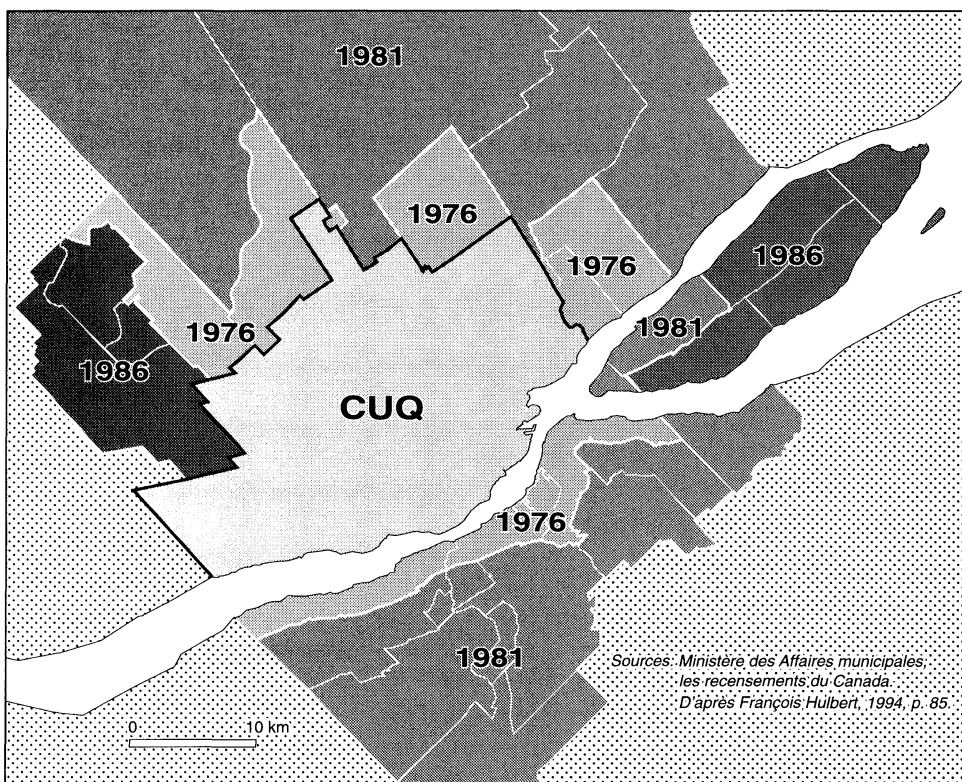 1981
1976
1976
1986
1981
1976
1986
CUQ
1976
1981
Sources: Ministère des Affaires municipales,
les recensements du Canada.
D'après François Hulbert, 1994, p. 85.
0 10 km